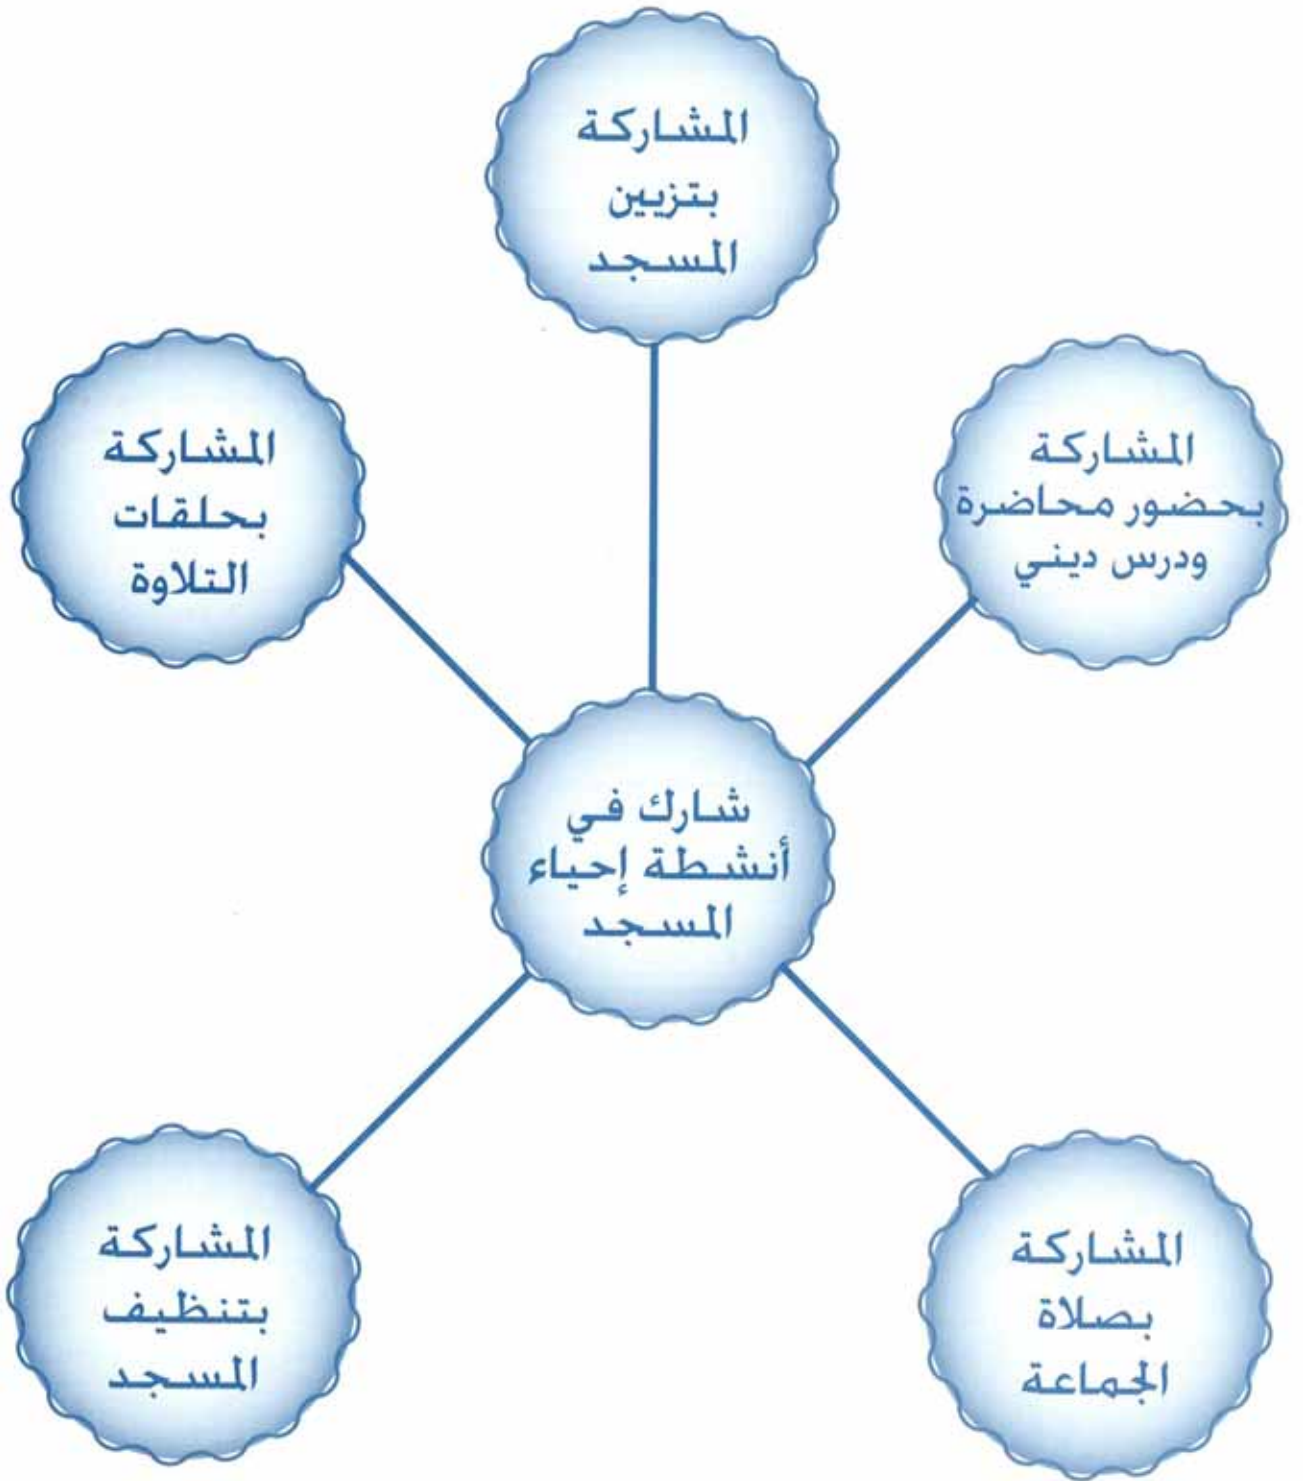 المشاركة
بتزيين
المسجد
المشاركة
بحضور محاضرة
ودرس ديني
المشاركة
بحلقات
التلاوة
شارك في
أنشطة إحياء
المسجد
المشاركة
بصلاة
الجماعة
المشاركة
بتنظيف
المسجد